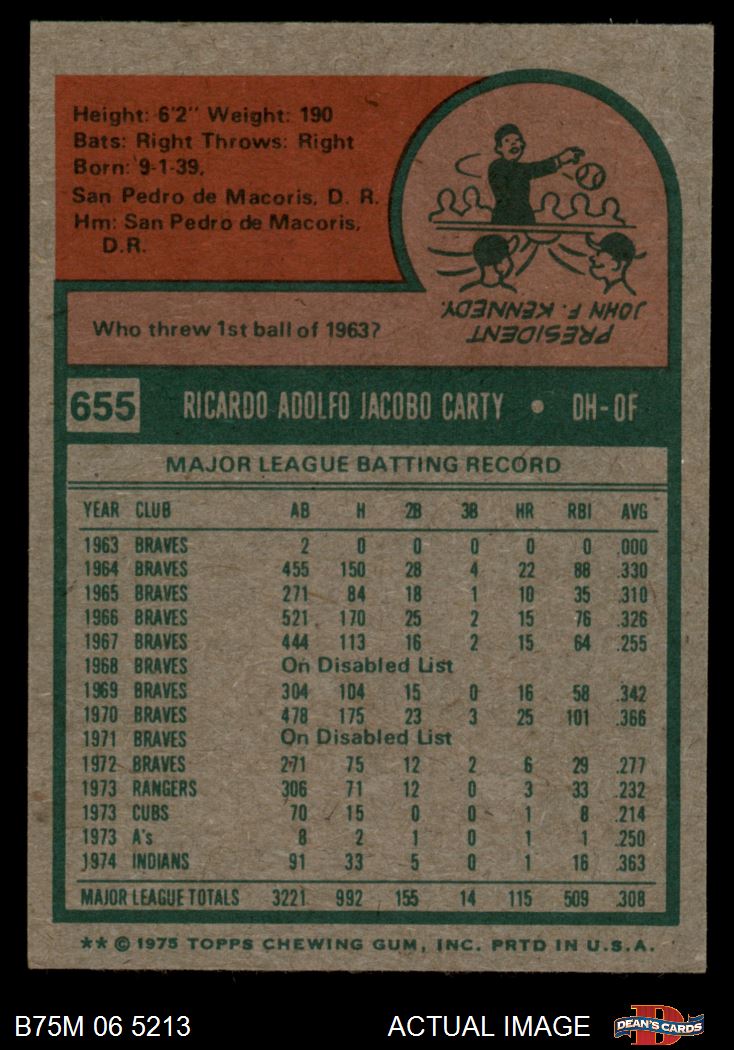 Height: 6'2" Weight: 190
Bats: Right Throws: Right
Born: 9-1-39,
San Pedro de Macoris, D. R.
Hm: San Pedro de Macoris,
D.R.
Who threw 1st ball of 1963?
PRESIDENT
JOHN F. KENNEDY.
655 RICARDO ADOLFO JACOBO CARTY • DH-OF
MAJOR LEAGUE BATTING RECORD
YEAR CLUB AB H 2B 3B HR RBI AVG
1963 BRAVES 2 0 0 0 0 0 .000
1964 BRAVES 455 150 28 4 22 88 .330
1965 BRAVES 271 84 18 1 10 35 .310
1966 BRAVES 521 170 25 2 15 76 .326
1967 BRAVES 444 113 16 2 15 64 .255
1968 BRAVES On Disabled List
1969 BRAVES 304 104 15 0 16 58 .342
1970 BRAVES 478 175 23 3 25 101 .366
1971 BRAVES On Disabled List
1972 BRAVES 271 75 12 2 6 29 .277
1973 RANGERS 306 71 12 0 3 33 .232
1973 CUBS 70 15 0 0 1 8 .214
1973 A's 8 2 1 0 1 1 .250
1974 INDIANS 91 33 5 0 1 16 .363
MAJOR LEAGUE TOTALS 3221 992 155 14 115 509 .308
** © 1975 TOPPS CHEWING GUM, INC. PRTD IN U.S.A.
B75M 06 5213 ACTUAL IMAGE DEAN'S CARDS